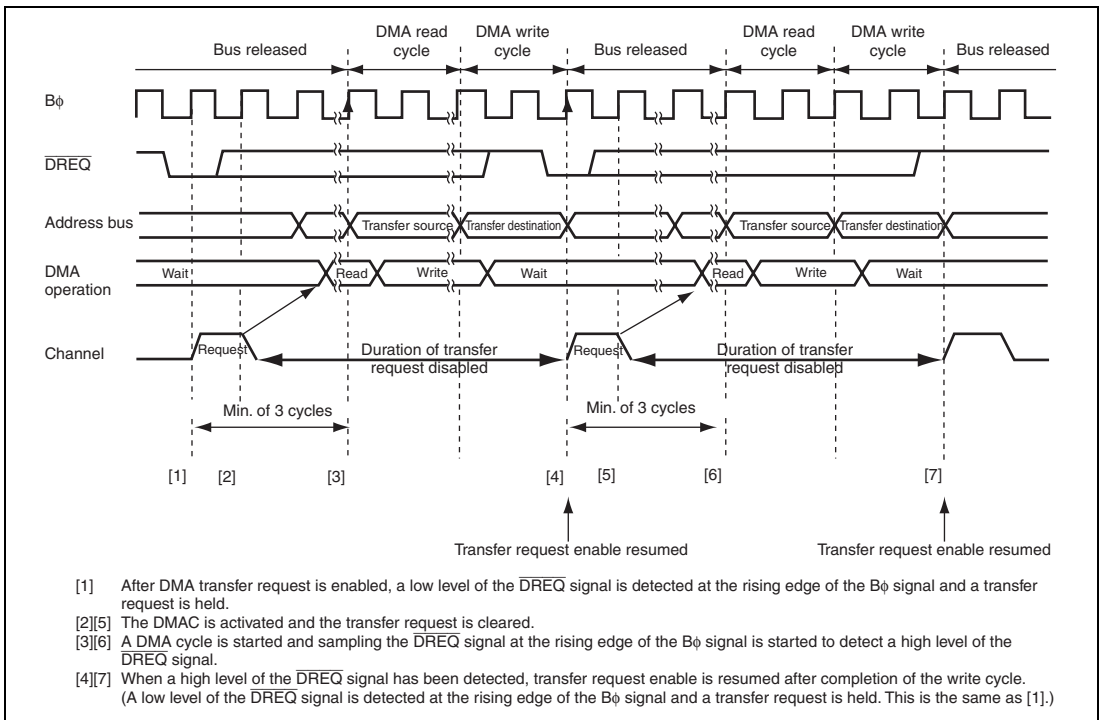 DMA read cycle
DMA write cycle
DMA read cycle
DMA write cycle
Bus released
Bus released
Bus released
Bφ
DREQ
Address bus
Transfer source
Transfer destination
Transfer source
Transfer destination
DMA operation
Wait
Read
Write
Wait
Read
Write
Wait
Channel
Request
Duration of transfer request disabled
Request
Duration of transfer request disabled
Min. of 3 cycles
Min. of 3 cycles
[1]
[2]
[3]
[4]
[5]
[6]
[7]
Transfer request enable resumed
Transfer request enable resumed
[1] After DMA transfer request is enabled, a low level of the DREQ signal is detected at the rising edge of the Bφ signal and a transfer
request is held.
[2][5] The DMAC is activated and the transfer request is cleared.
[3][6] A DMA cycle is started and sampling the DREQ signal at the rising edge of the Bφ signal is started to detect a high level of the
DREQ signal.
[4][7] When a high level of the DREQ signal has been detected, transfer request enable is resumed after completion of the write cycle.
(A low level of the DREQ signal is detected at the rising edge of the Bφ signal and a transfer request is held. This is the same as [1].)